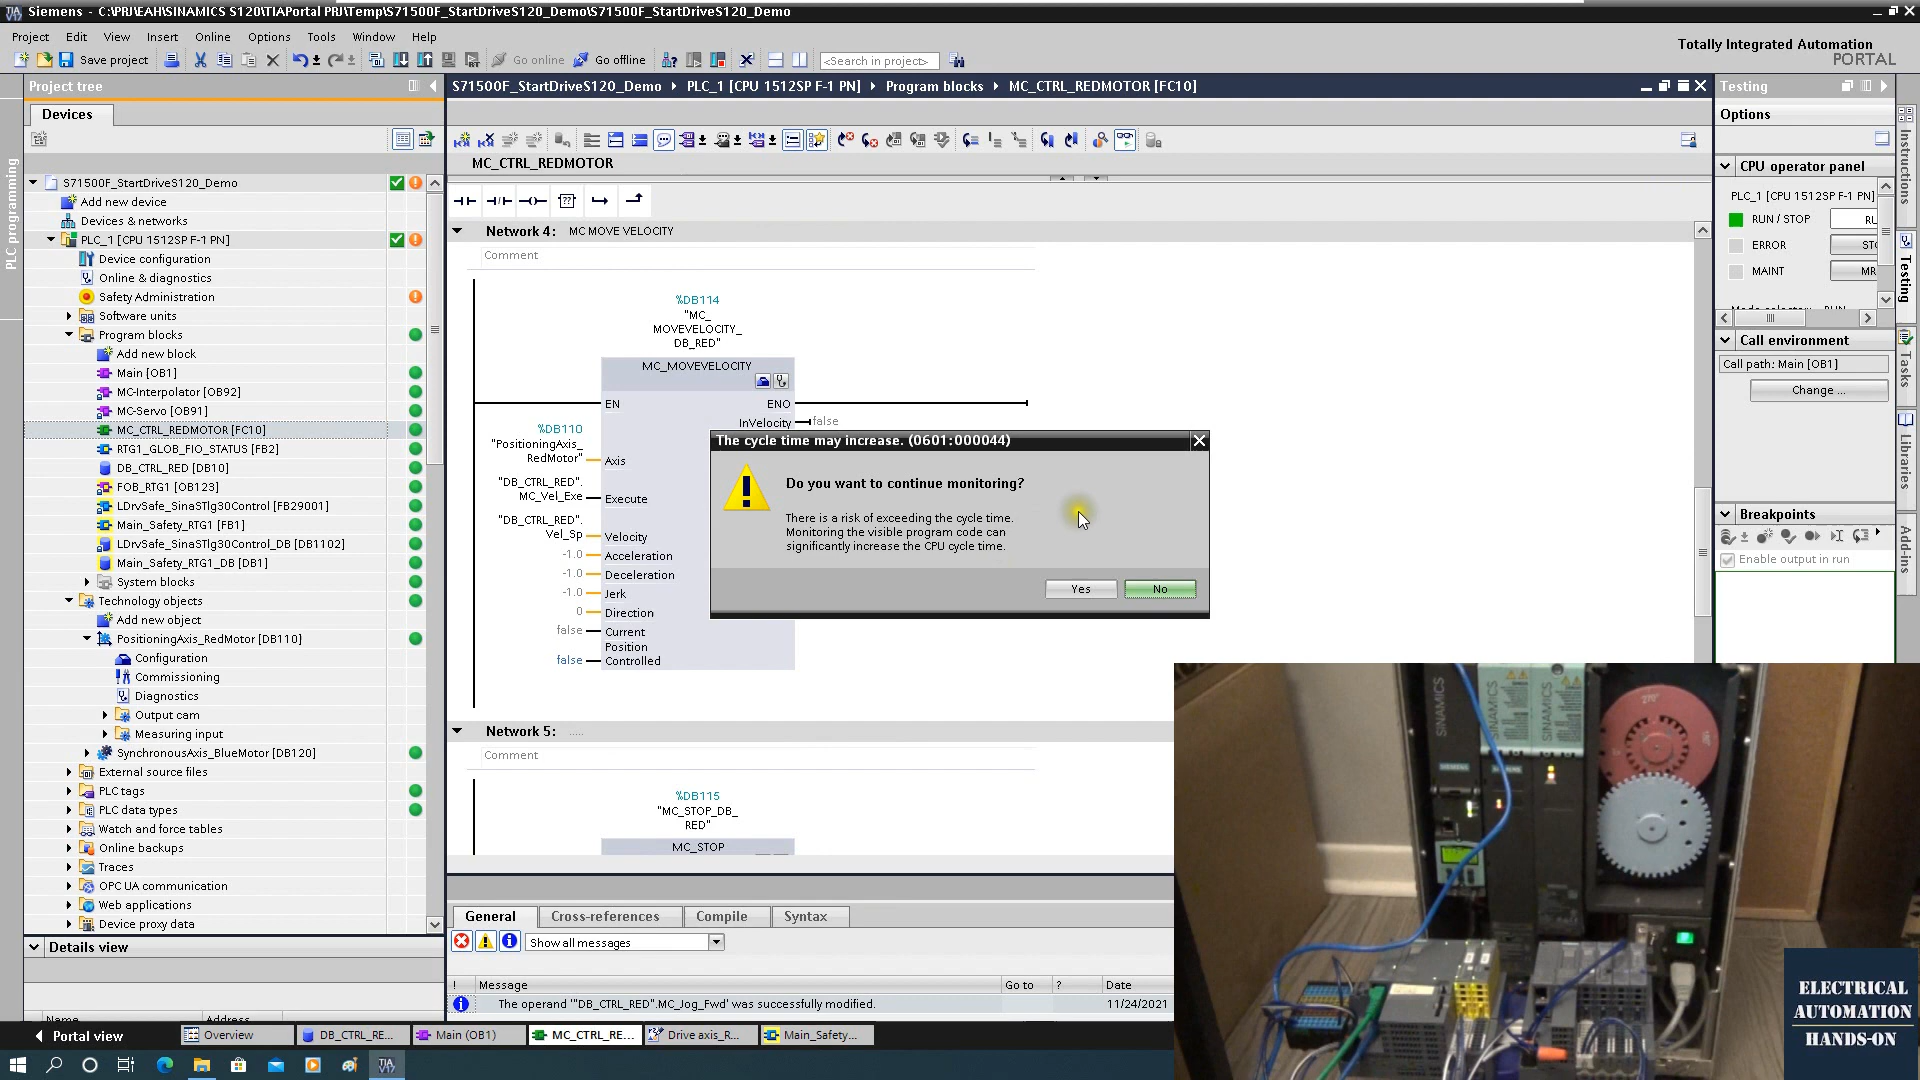 Siemens - C:\PRJ\EAH\SINAMICS S120\TIAPortal PRJ\Temp\S71500F_StartDriveS120_Demo\S71500F_StartDriveS120_Demo
Project Edit View Insert Online Options Tools Window Help
Totally Integrated Automation
PORTAL
Save project
Go online
Go offline
<Search in project>
Project tree
S71500F_StartDriveS120_Demo
PLC_1 [CPU 1512SP F-1 PN]
Program blocks
MC_CTRL_REDMOTOR [FC10]
Testing
Devices
Options
PLC programming
MC_CTRL_REDMOTOR
S71500F_StartDriveS120_Demo
Add new device
Devices & networks
PLC_1 [CPU 1512SP F-1 PN]
Device configuration
Online & diagnostics
Safety Administration
Software units
Program blocks
Add new block
Main [OB1]
MC-Interpolator [OB92]
MC-Servo [OB91]
MC_CTRL_REDMOTOR [FC10]
RTG1_GLOB_FIO_STATUS [FB2]
DB_CTRL_RED [DB10]
FOB_RTG1 [OB123]
LDrvSafe_SinaSTlg30Control [FB29001]
Main_Safety_RTG1 [FB1]
LDrvSafe_SinaSTlg30Control_DB [DB1102]
Main_Safety_RTG1_DB [DB1]
System blocks
Technology objects
Add new object
PositioningAxis_RedMotor [DB110]
Configuration
Commissioning
Diagnostics
Output cam
Measuring input
SynchronousAxis_BlueMotor [DB120]
External source files
PLC tags
PLC data types
Watch and force tables
Online backups
Traces
OPC UA communication
Web applications
Device proxy data
Details view
Name
Address
Network 4: MC MOVE VELOCITY
Comment
%DB114
"MC_
MOVEVELOCITY_
DB_RED"
MC_MOVEVELOCITY
EN
ENO
InVelocity
false
%DB110
"PositioningAxis_
RedMotor"
Axis
"DB_CTRL_RED".
MC_Vel_Exe
Execute
"DB_CTRL_RED".
Vel_Sp
Velocity
-1.0 Acceleration
-1.0 Deceleration
-1.0 Jerk
0 Direction
false Current
Position
false Controlled
The cycle time may increase. (0601:000044)
Do you want to continue monitoring?
There is a risk of exceeding the cycle time.
Monitoring the visible program code can
significantly increase the CPU cycle time.
Yes
No
Network 5: .....
Comment
%DB115
"MC_STOP_DB_
RED"
MC_STOP
General
Cross-references
Compile
Syntax
Show all messages
! Message Go to ? Date
The operand '"DB_CTRL_RED".MC_Jog_Fwd' was successfully modified. 11/24/2021
CPU operator panel
PLC_1 [CPU 1512SP F-1 PN]
RUN / STOP
ERROR
MAINT
Call environment
Call path: Main [OB1]
Change ...
Breakpoints
Enable output in run
Instructions
Testing
Tasks
Libraries
Add-ins
SINAMICS
SINAMICS
SINAMICS
ELECTRICAL
AUTOMATION
HANDS-ON
Portal view
Overview
DB_CTRL_RE...
Main (OB1)
MC_CTRL_RE...
Drive axis_R...
Main_Safety...